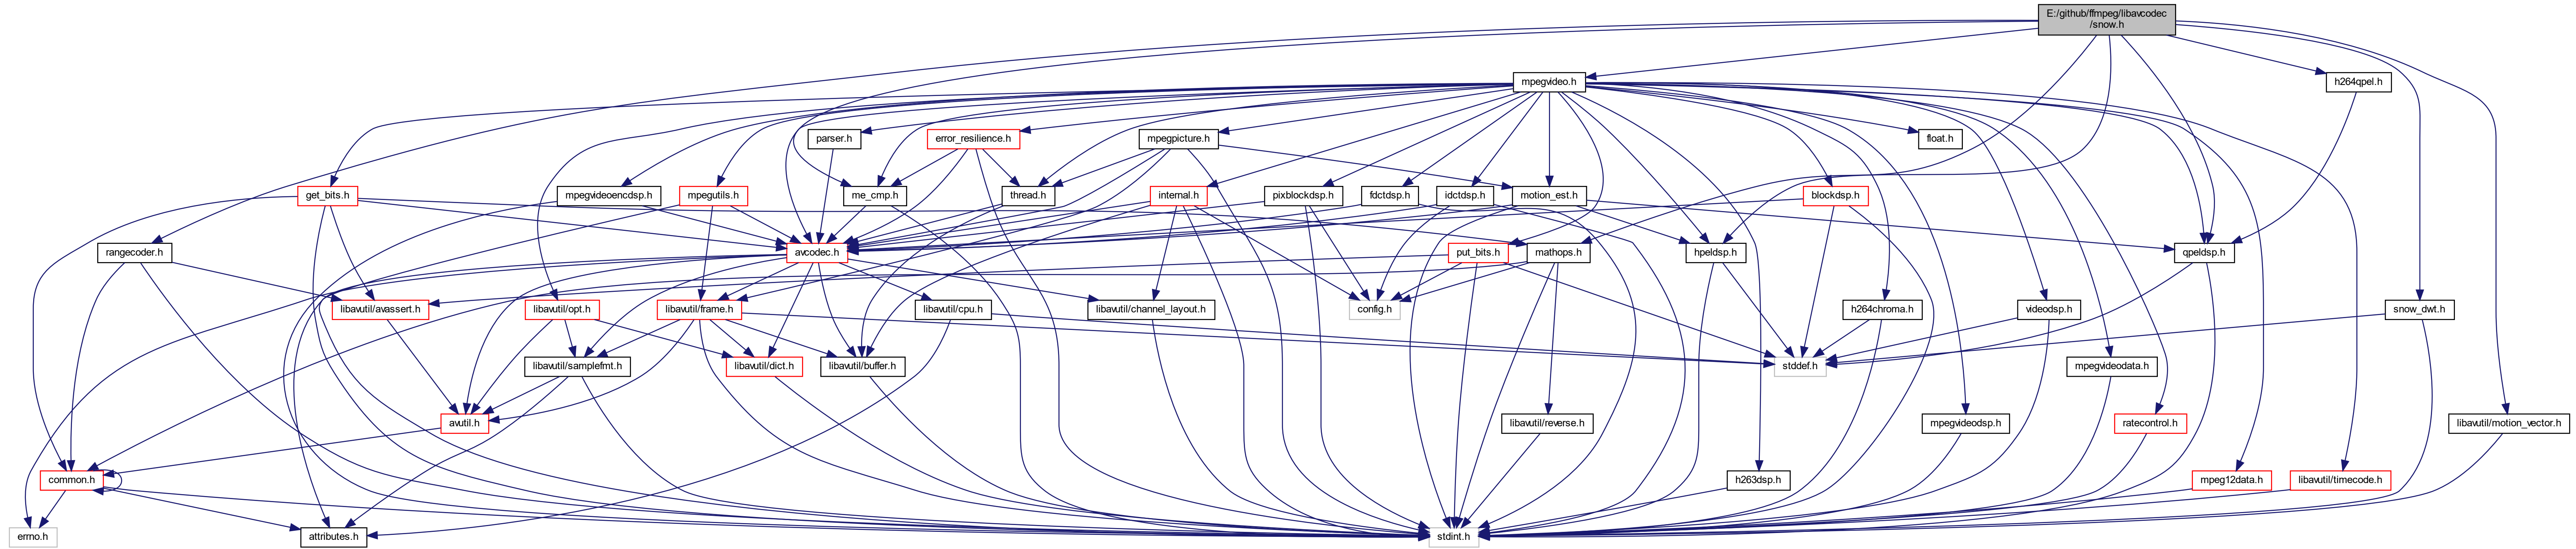 E:/github/ffmpeg/libavcodec
/snow.h
mpegvideo.h
h264qpel.h
parser.h
error_resilience.h
mpegpicture.h
float.h
get_bits.h
mpegvideoencdsp.h
mpegutils.h
me_cmp.h
thread.h
internal.h
pixblockdsp.h
fdctdsp.h
idctdsp.h
motion_est.h
blockdsp.h
rangecoder.h
avcodec.h
put_bits.h
mathops.h
hpeldsp.h
qpeldsp.h
libavutil/avassert.h
libavutil/opt.h
libavutil/frame.h
libavutil/cpu.h
libavutil/channel_layout.h
config.h
h264chroma.h
videodsp.h
snow_dwt.h
libavutil/samplefmt.h
libavutil/dict.h
libavutil/buffer.h
stddef.h
mpegvideodata.h
avutil.h
libavutil/reverse.h
mpegvideodsp.h
ratecontrol.h
libavutil/motion_vector.h
common.h
h263dsp.h
mpeg12data.h
libavutil/timecode.h
errno.h
attributes.h
stdint.h